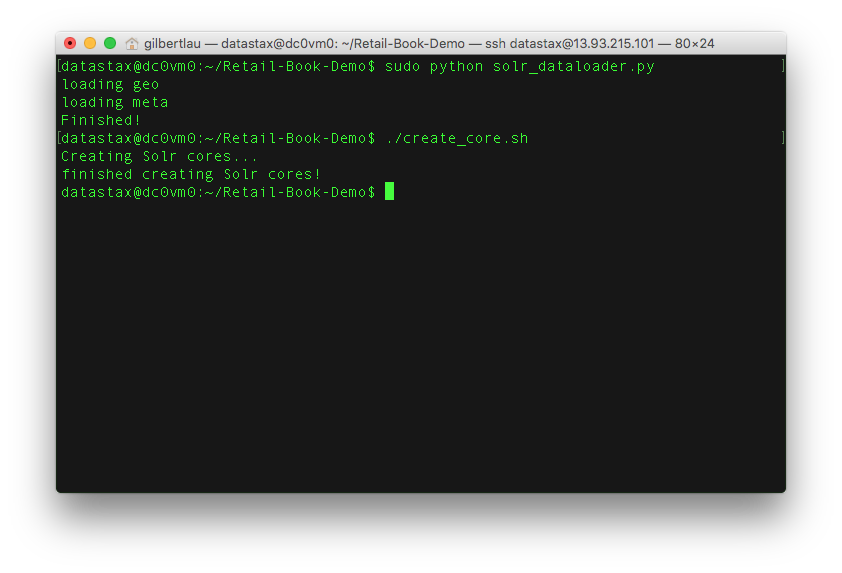 gilbertlau — datastax@dc0vm0: ~/Retail-Book-Demo — ssh datastax@13.93.215.101 — 80×24
[datastax@dc0vm0:~/Retail-Book-Demo$ sudo python solr_dataloader.py ]
loading geo
loading meta
Finished!
[datastax@dc0vm0:~/Retail-Book-Demo$ ./create_core.sh ]
Creating Solr cores...
finished creating Solr cores!
datastax@dc0vm0:~/Retail-Book-Demo$